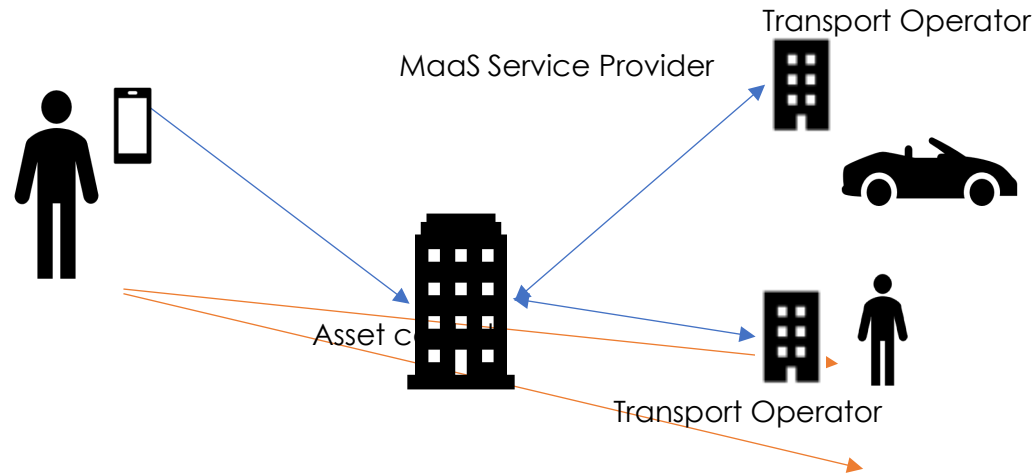 Transport Operator
MaaS Service Provider
Asset
Transport Operator